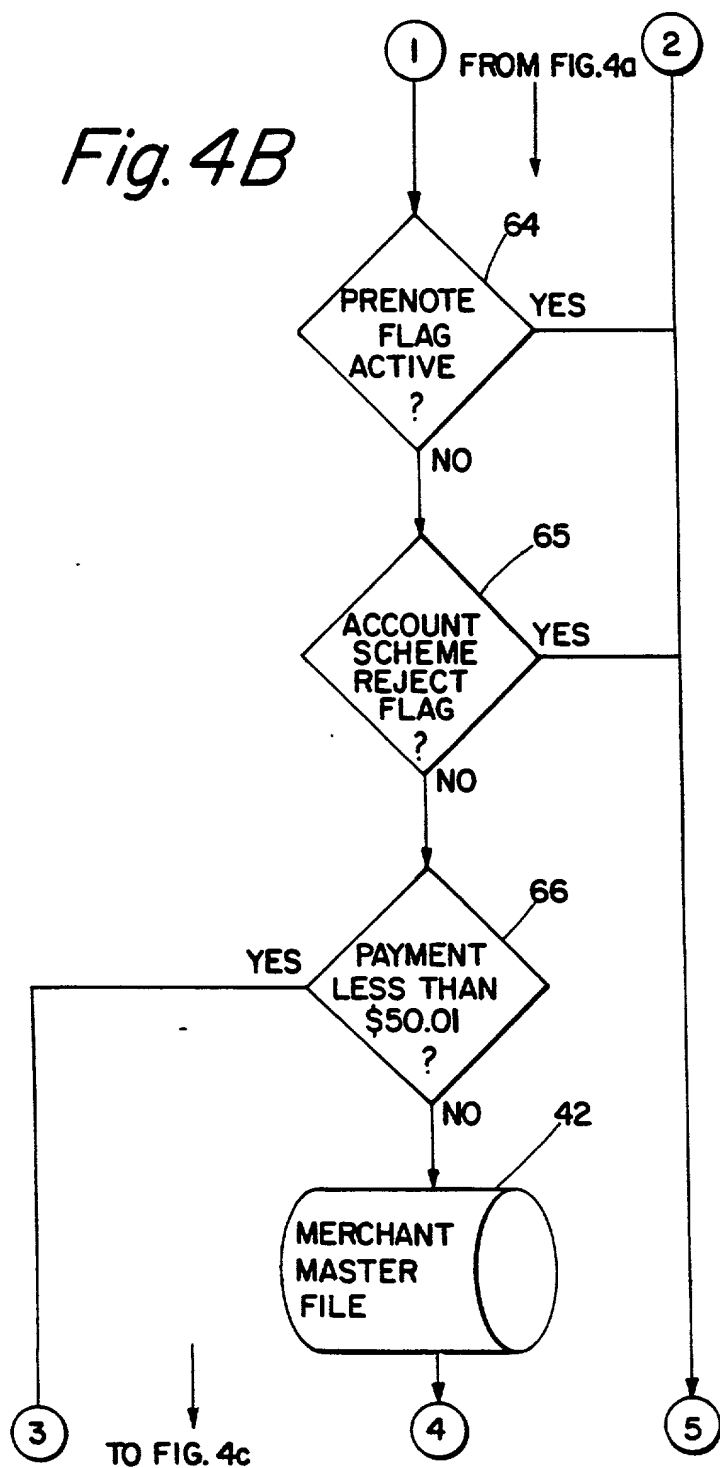 1
FROM FIG.4a
2
Fig. 4B
64
PRENOTE
FLAG
ACTIVE
?
YES
NO
65
ACCOUNT
SCHEME
REJECT
FLAG
?
YES
NO
66
YES
PAYMENT
LESS THAN
$50.01
?
NO
42
MERCHANT
MASTER
FILE
3
TO FIG. 4c
4
5